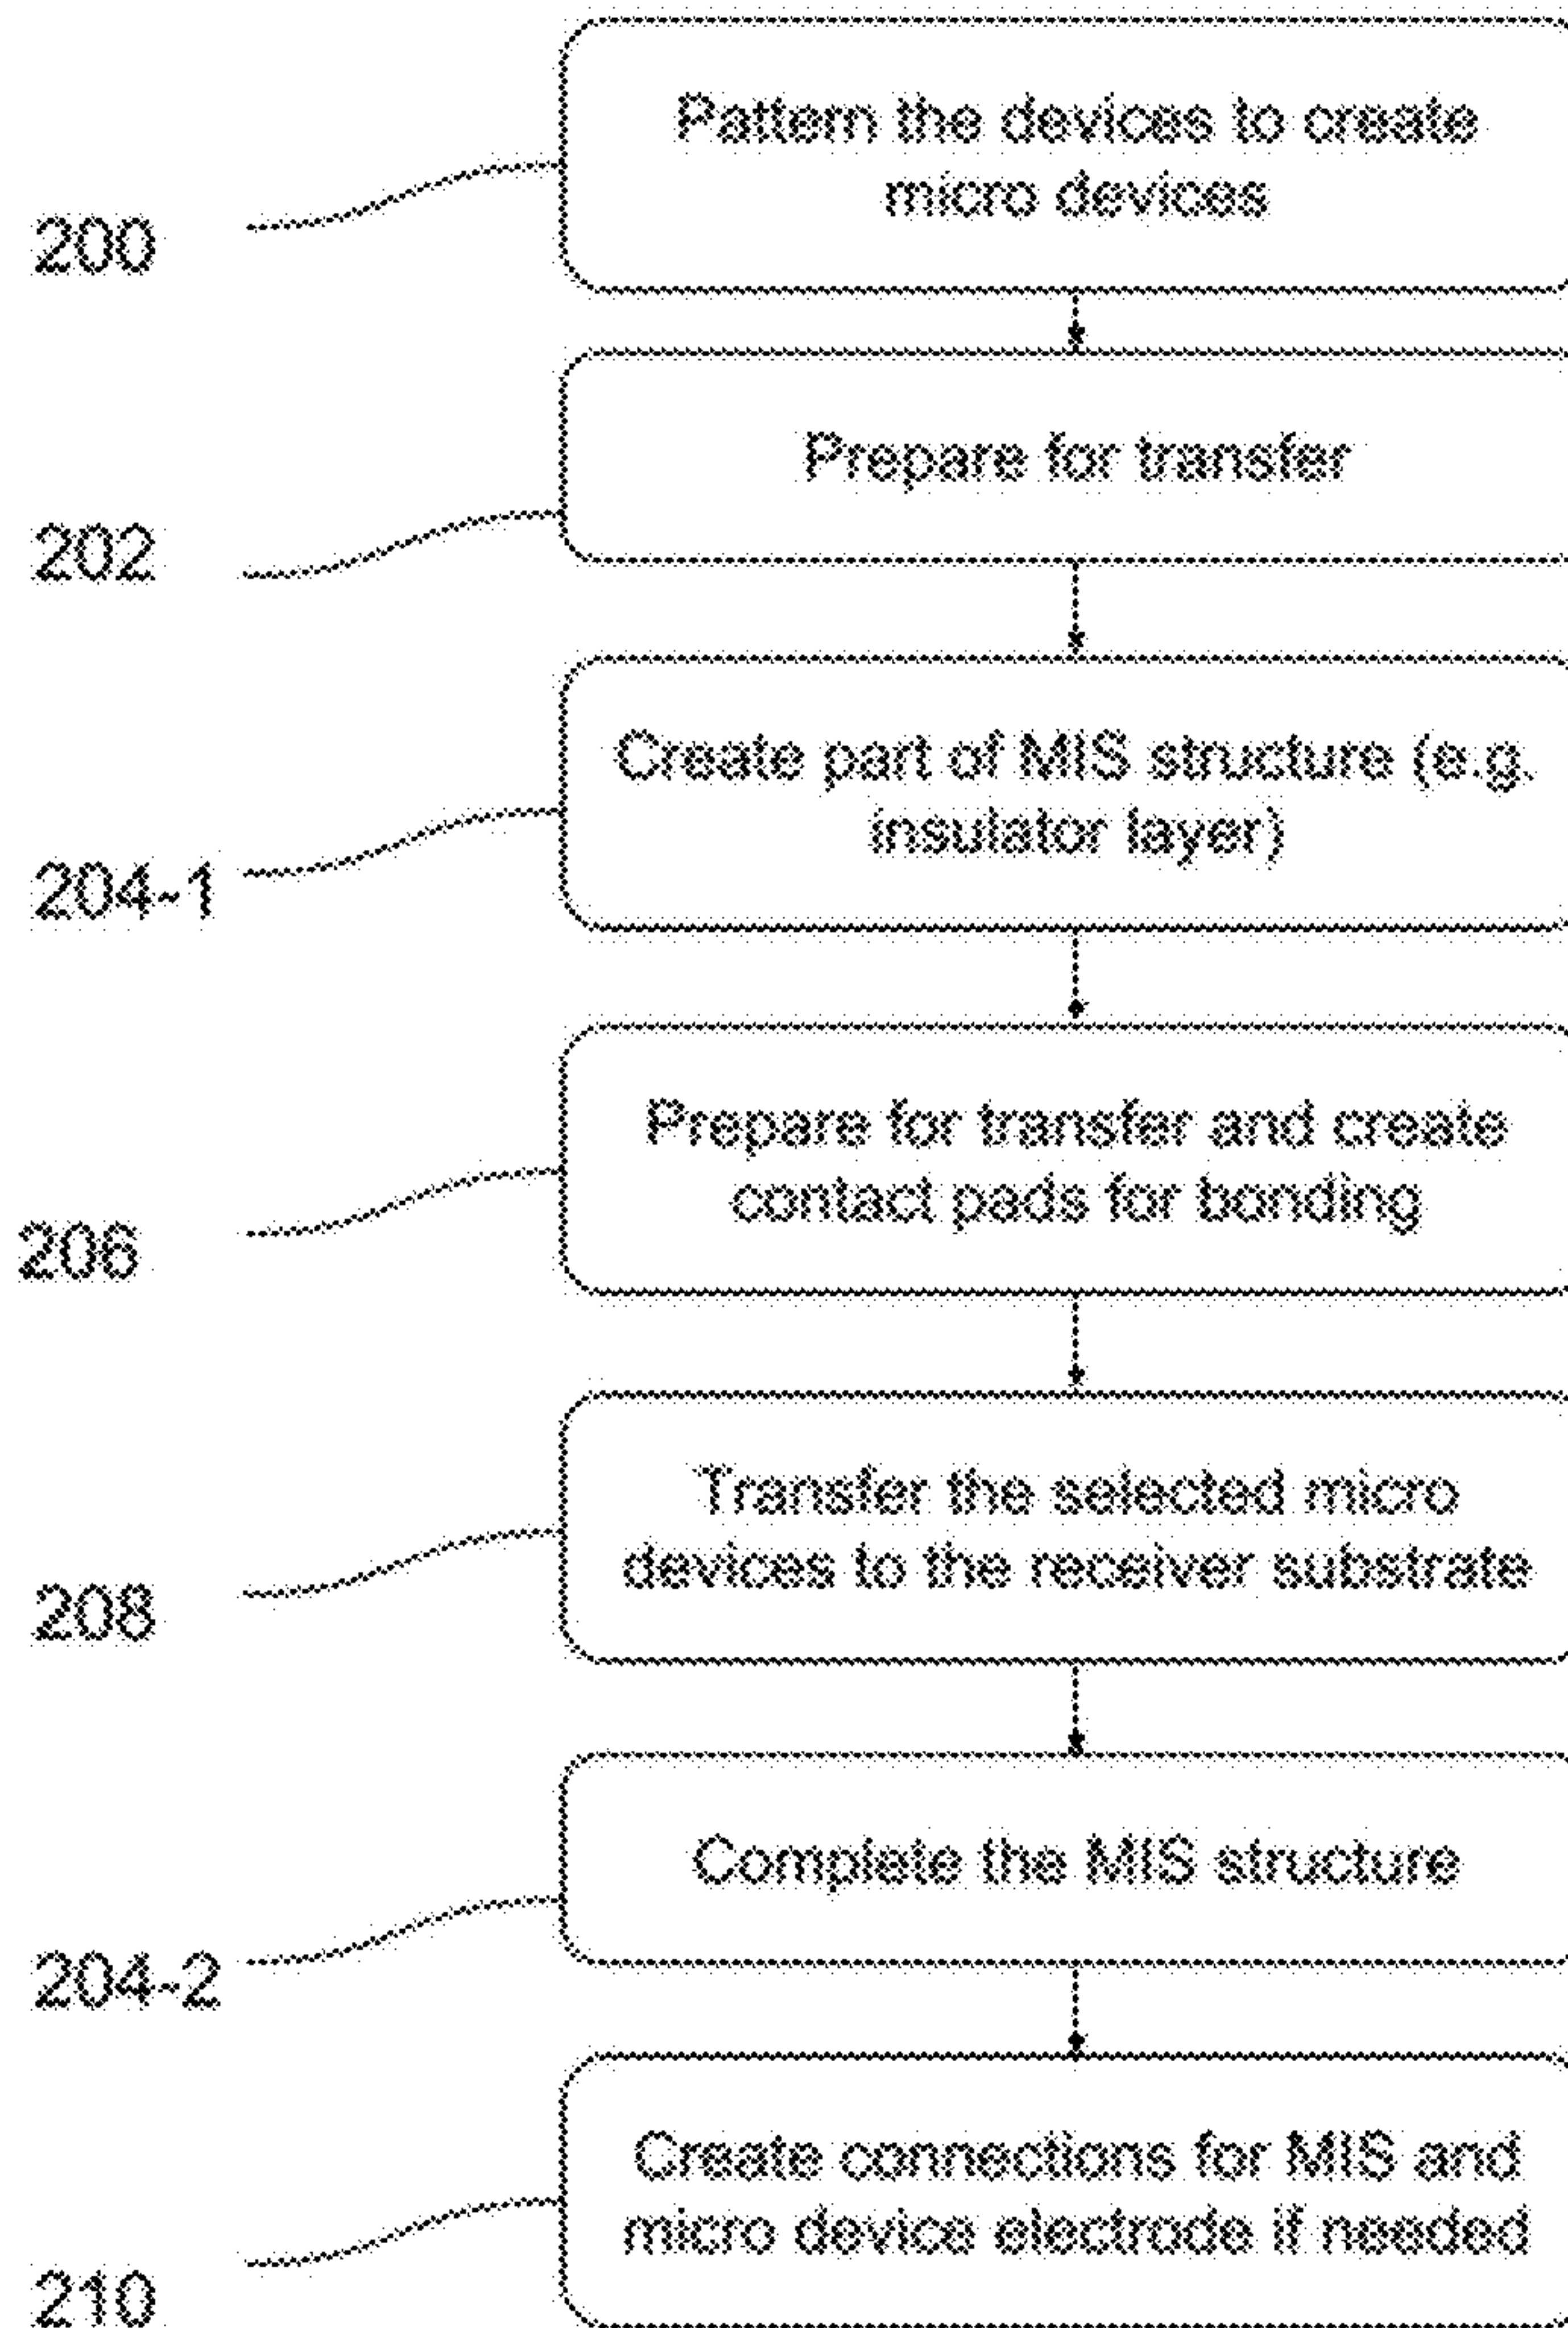 Pattern the devices to create
micro devices
200
Prepare for transfer
202
Create part of MIS structure (e.g.
insulator layer)
204-1
Prepare for transfer and create
contact pads for bonding
206
Transfer the selected micro
devices to the receiver substrate
208
Complete the MIS structure
204-2
Create connections for MIS and
micro device electrode if needed
210